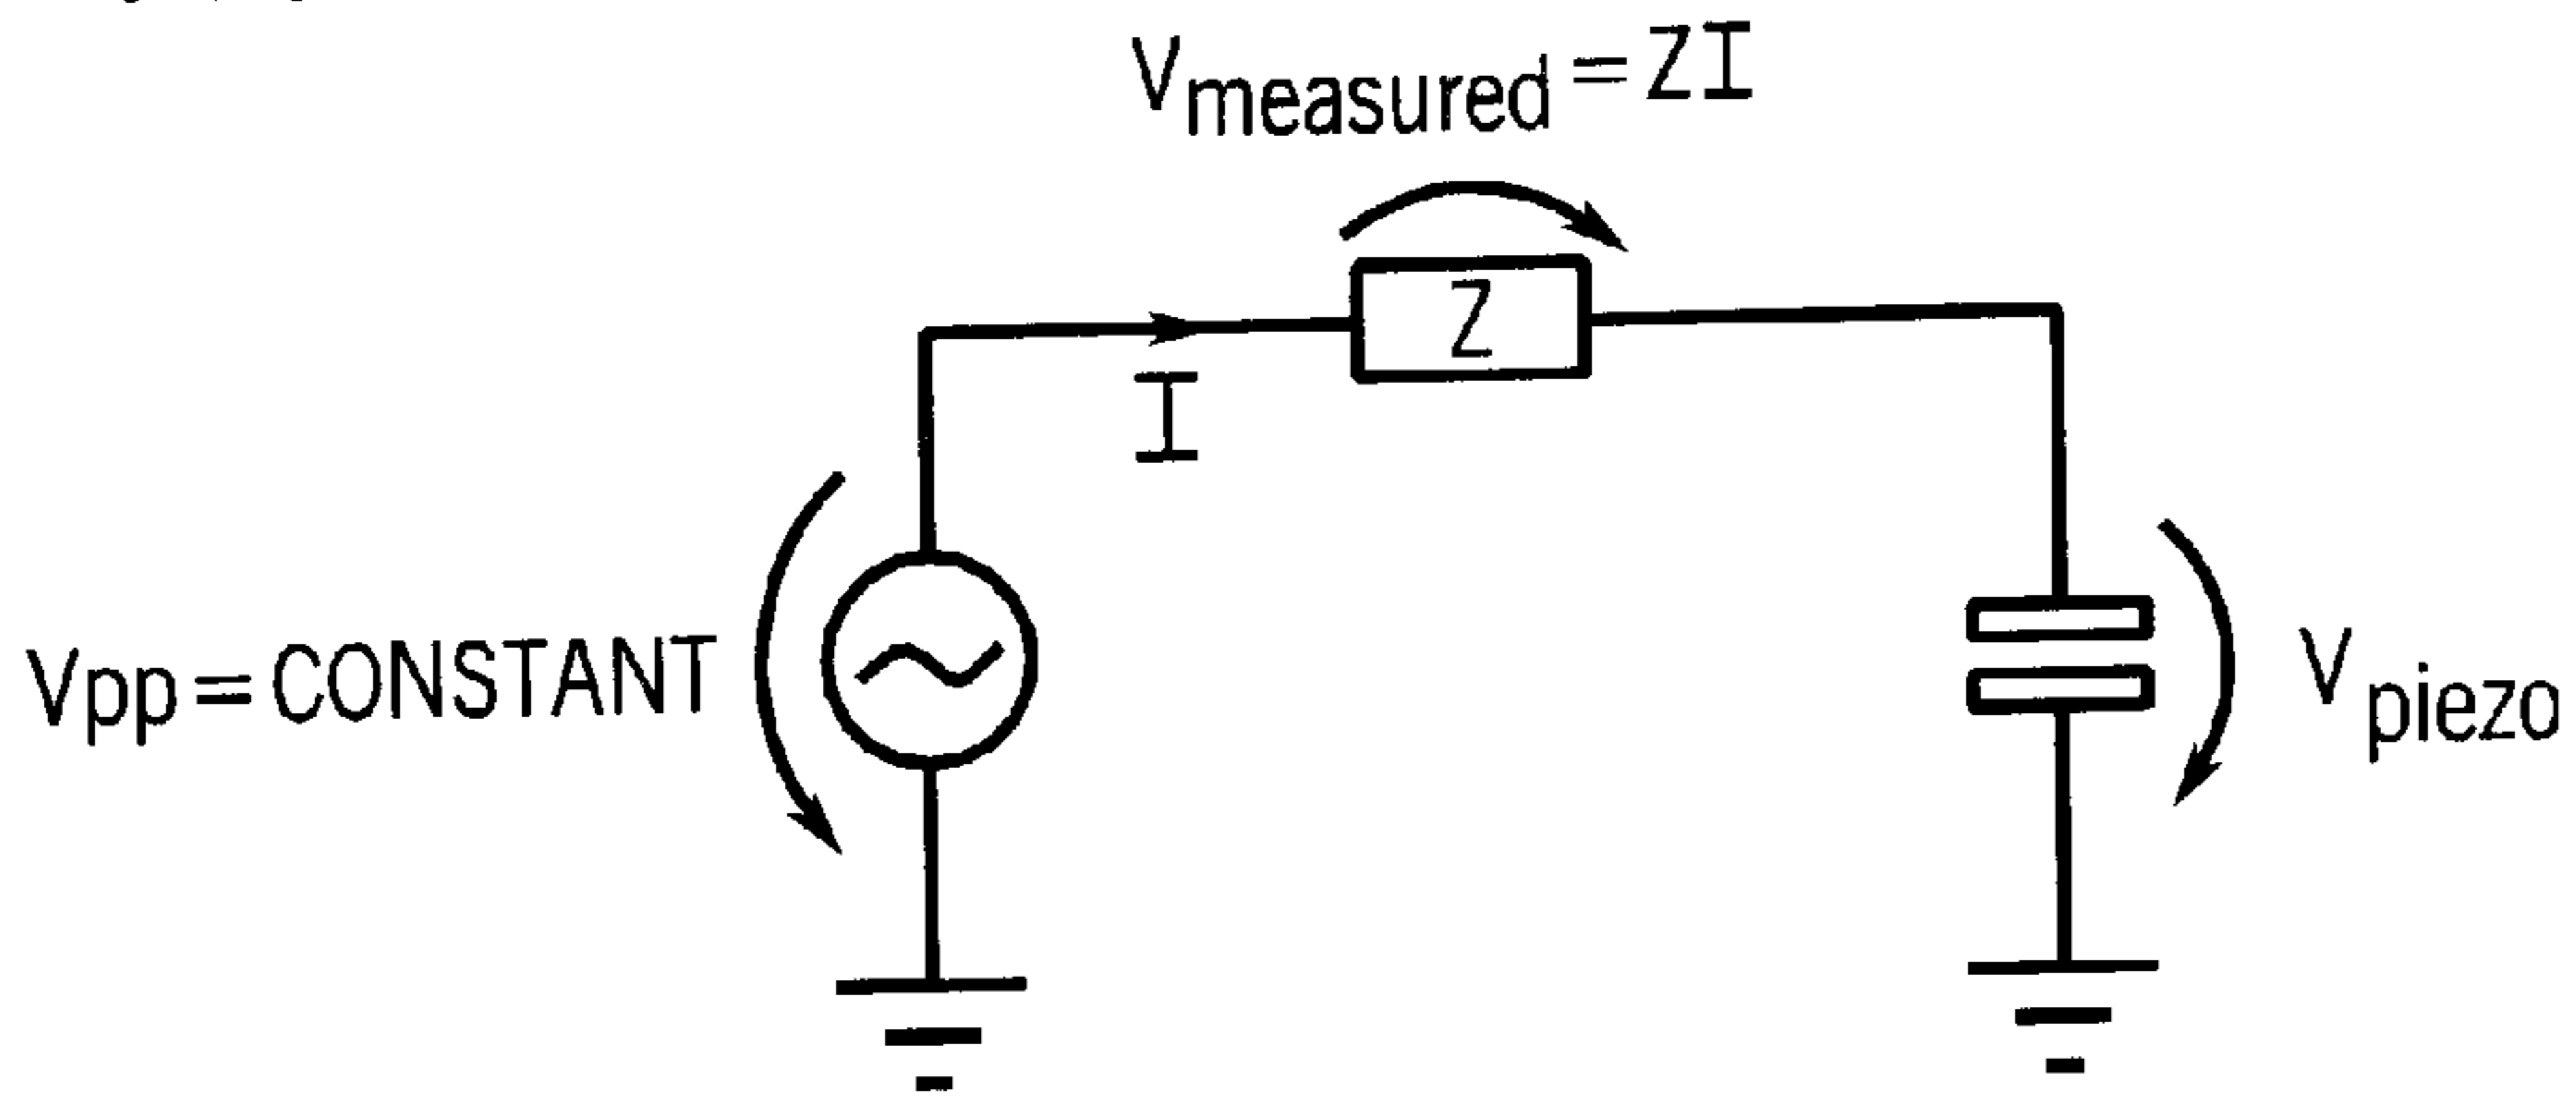 Vmeasured = ZI
Z
I
Vpp = CONSTANT
Vpiezo